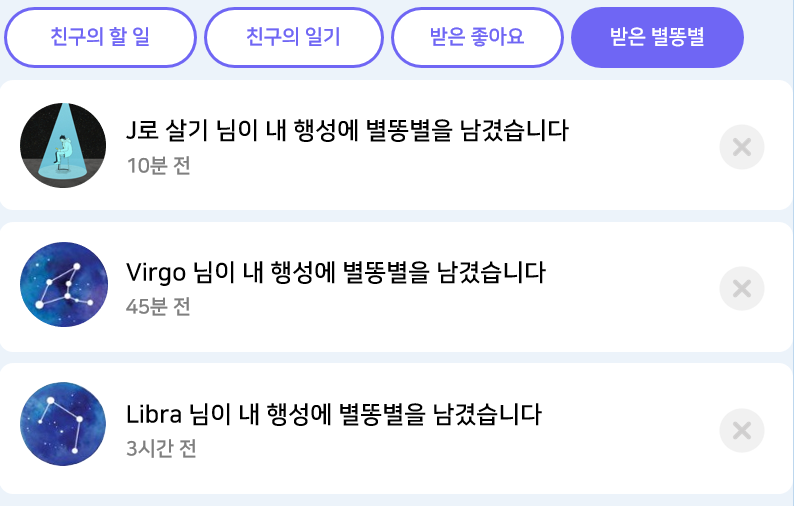 친구의 할 일 친구의 일기 받은 좋아요 받은 별똥별
J로 살기 님이 내 행성에 별똥별을 남겼습니다
10분 전
Virgo 님이 내 행성에 별똥별을 남겼습니다
45분 전
Libra 님이 내 행성에 별똥별을 남겼습니다
3시간 전